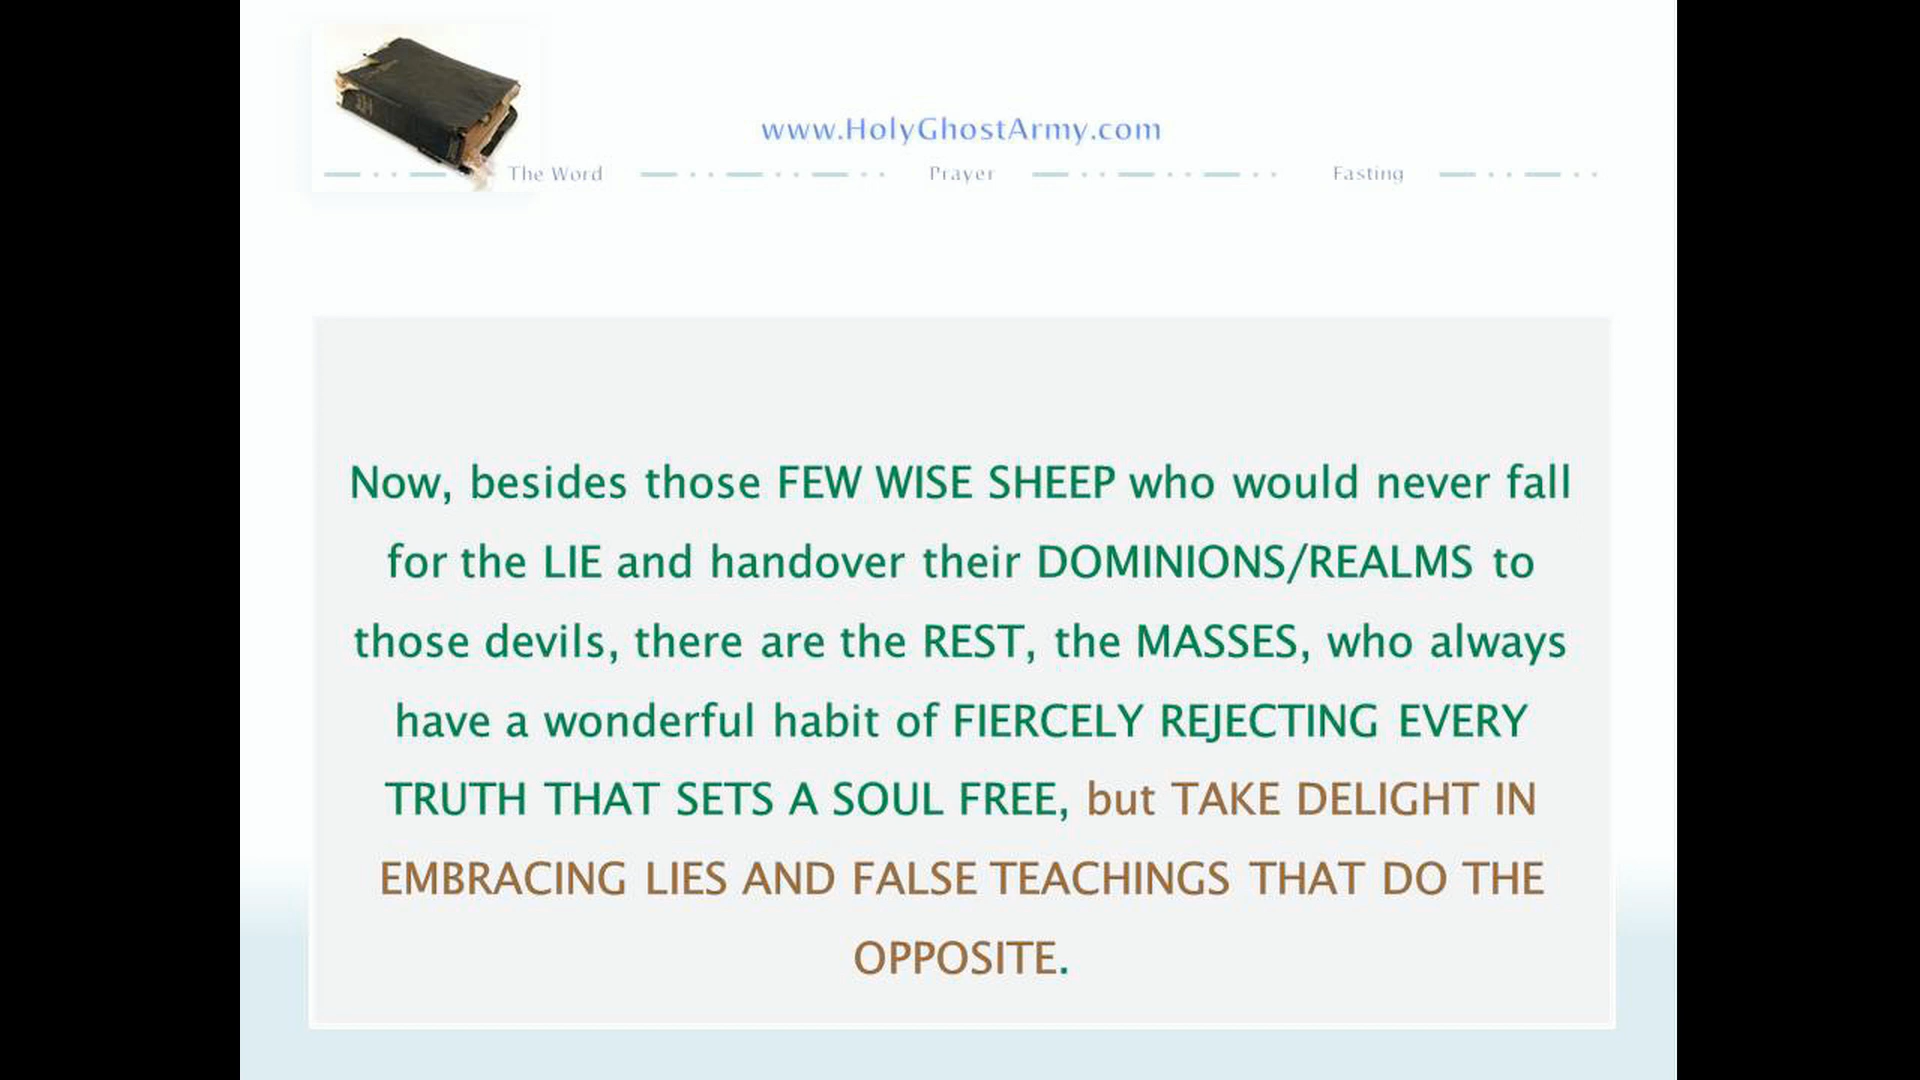 www.HolyGhostArmy.com
The Word Prayer Fasting
Now, besides those FEW WISE SHEEP who would never fall
for the LIE and handover their DOMINIONS/REALMS to
those devils, there are the REST, the MASSES, who always
have a wonderful habit of FIERCELY REJECTING EVERY
TRUTH THAT SETS A SOUL FREE, but TAKE DELIGHT IN
EMBRACING LIES AND FALSE TEACHINGS THAT DO THE
OPPOSITE.